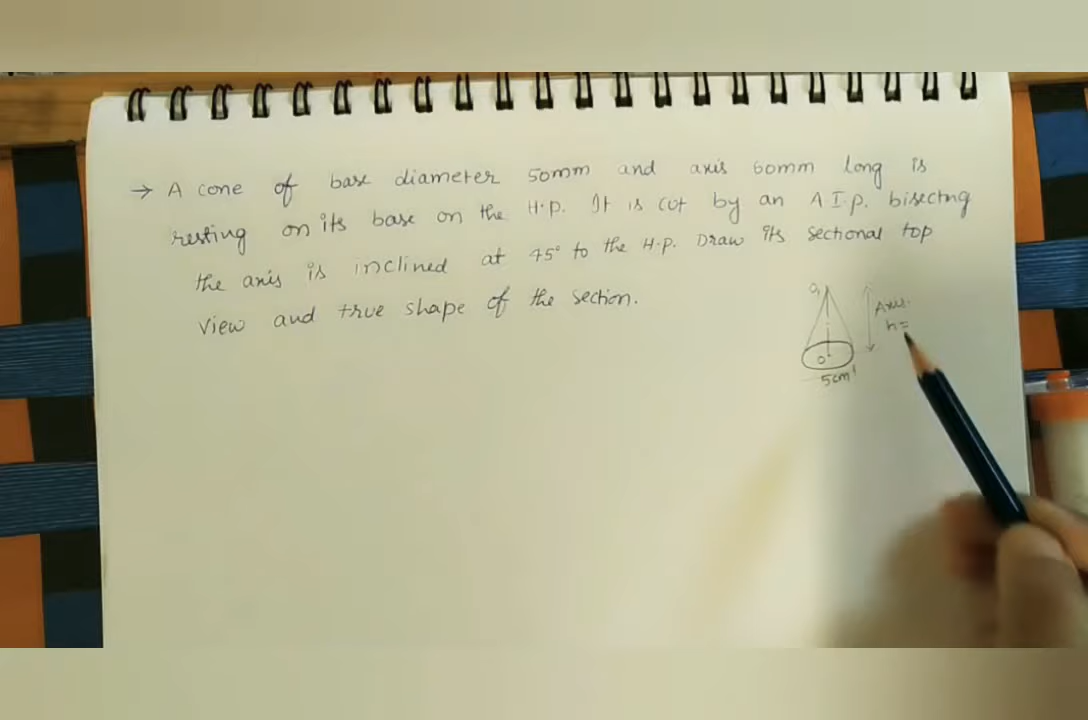 → A cone of base diameter 50mm and axis 60mm long is
resting on its base on the H.P. It is cut by an A.I.P. bisecting
the axis is inclined at 45° to the H.P. Draw its sectional top
view and true shape of the section.
O1
Axis.
h=
O
5cm